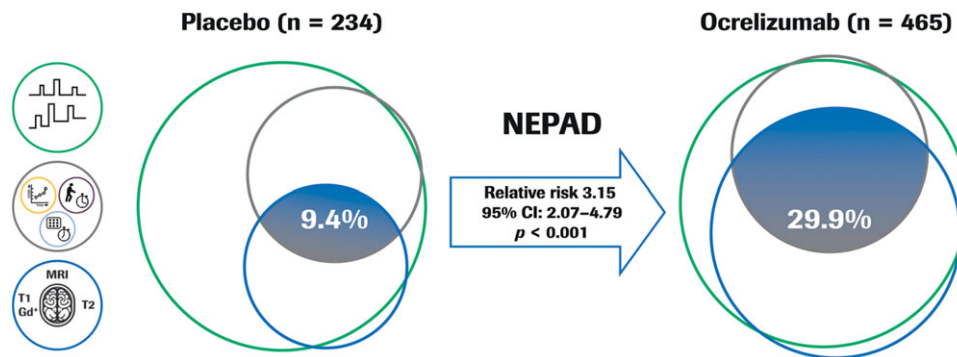 Placebo (n = 234)
Ocrelizumab (n = 465)
NEPAD
Relative risk 3.15
95% CI: 2.07–4.79
p < 0.001
9.4%
29.9%
MRI
T1
Gd+
T2